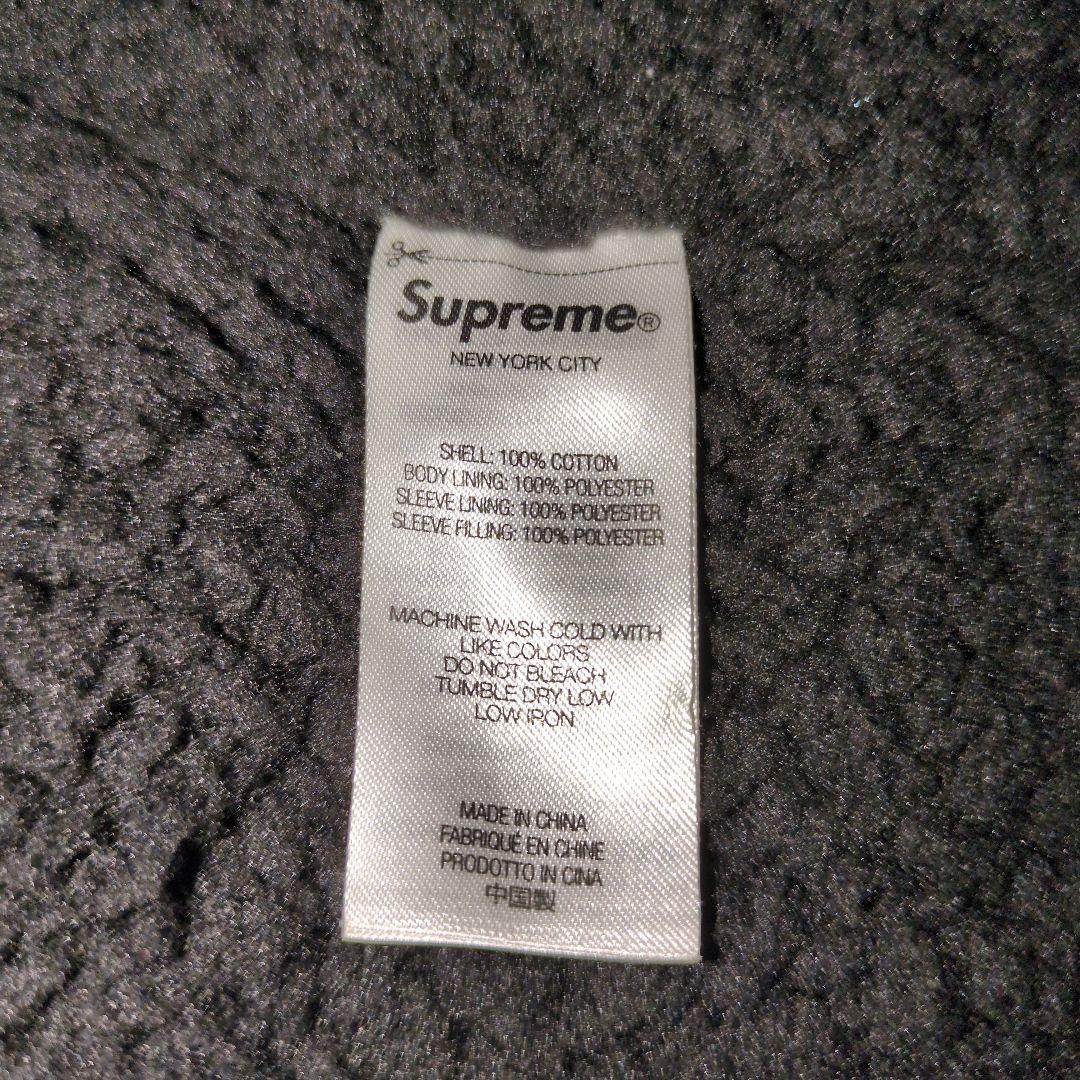 Supreme®
NEW YORK CITY
SHELL: 100% COTTON
BODY LINING: 100% POLYESTER
SLEEVE LINING: 100% POLYESTER
SLEEVE FILLING: 100% POLYESTER
MACHINE WASH COLD WITH
LIKE COLORS
DO NOT BLEACH
TUMBLE DRY LOW
LOW IRON
MADE IN CHINA
FABRIQUÉ EN CHINE
PRODOTTO IN CINA
中国製